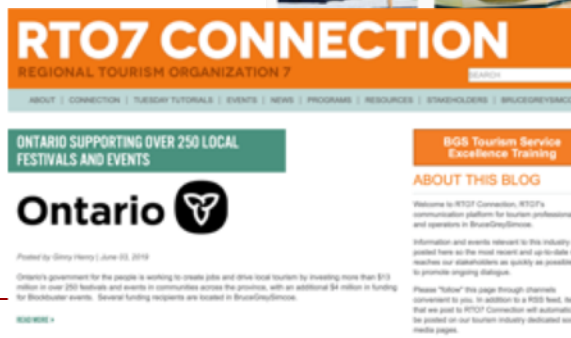 RTO7 CONNECTION
REGIONAL TOURISM ORGANIZATION 7
SEARCH
ABOUT | CONNECTION | TUESDAY TUTORIALS | EVENTS | NEWS | PROGRAMS | RESOURCES | STAKEHOLDERS |
ONTARIO SUPPORTING OVER 250 LOCAL
FESTIVALS AND EVENTS
Ontario
Posted by Ginny Henry | June 03, 2019
Ontario's government for the people is working to create jobs and drive local tourism by investing more than $13
million in over 250 festivals and events in communities across the province, with an additional $4 million in funding
for Blockbuster events. Several funding recipients are located in BruceGreySimcoe.
READ MORE »
BGS Tourism Service
Excellence Training
ABOUT THIS BLOG
Welcome to RTO7 Connection, RTO7's
communication platform for tourism professional
and operators in BruceGreySimcoe.
Information and events relevant to this industry
posted here so the most recent and up-to-date
reaches our stakeholders as quickly as possible
to promote ongoing dialogue.
Please "follow" this page through channels
convenient to you. In addition to a RSS feed,
that we post to RTO7 Connection will
be posted on our tourism industry dedicated
media pages.